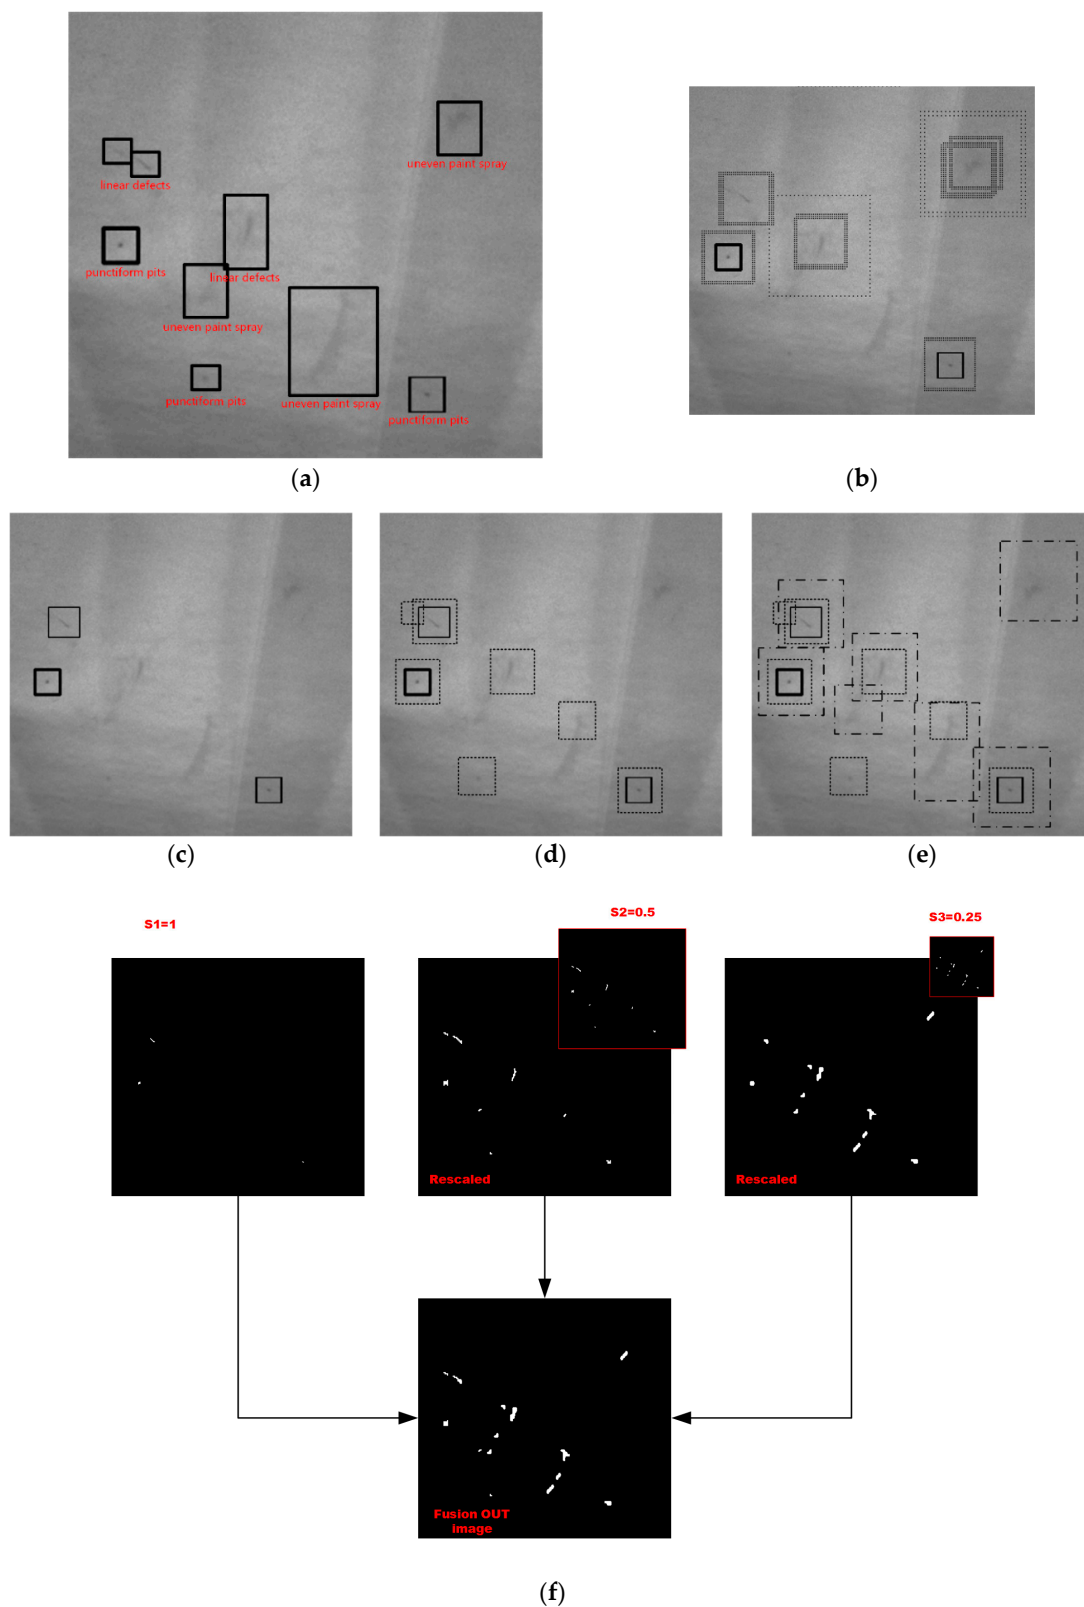 uneven paint spray
linear defects
punctiform pits
linear defects
uneven paint spray
punctiform pits
uneven paint spray
punctiform pits
(a)
(b)
(c)
(d)
(e)
S1=1
S2=0.5
S3=0.25
Rescaled
Rescaled
Fusion OUT
image
(f)